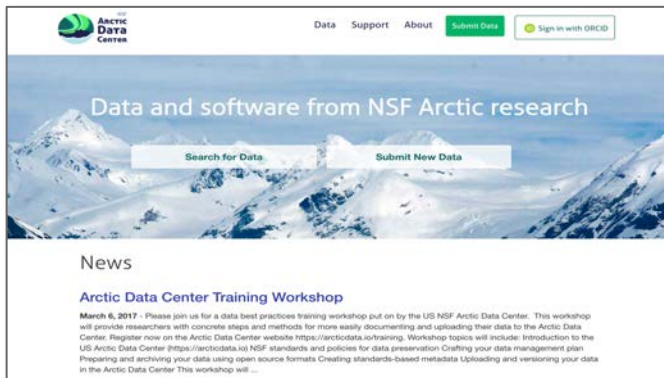 NSF
ARCTIC
DATA
CENTER
Data Support About Submit Data Sign in with ORCID
Data and software from NSF Arctic research
Search for Data Submit New Data
News
Arctic Data Center Training Workshop
March 6, 2017 - Please join us for a data best practices training workshop put on by the US NSF Arctic Data Center. This workshop
will provide researchers with concrete steps and methods for more easily documenting and uploading their data to the Arctic Data
Center. Register now on the Arctic Data Center website https://arcticdata.io/training. Workshop topics will include: Introduction to the
US Arctic Data Center (https://arcticdata.io) NSF standards and policies for data preservation Crafting your data management plan
Preparing and archiving your data using open source formats Creating standards-based metadata Uploading and versioning your data
in the Arctic Data Center This workshop will ...